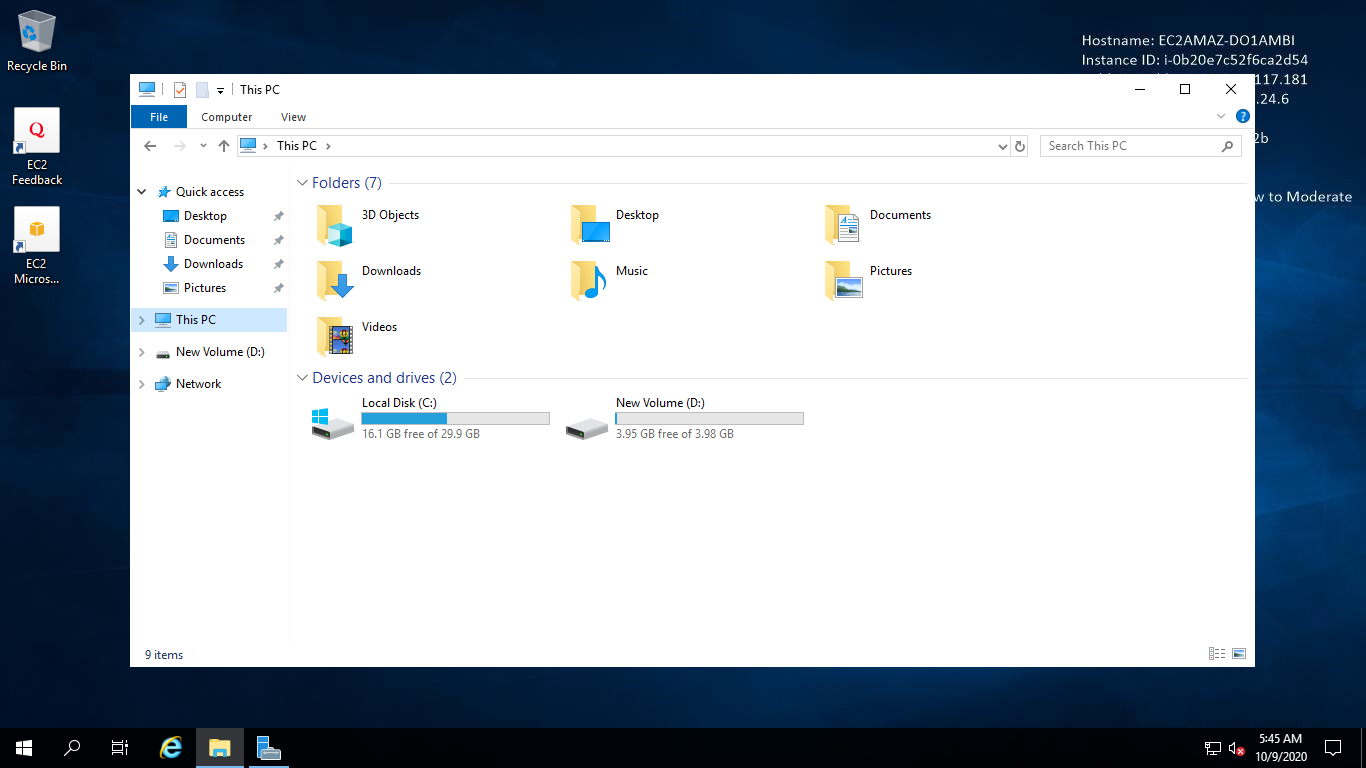 Recycle Bin
EC2
Feedback
EC2
Micros...
Hostname: EC2AMAZ-DO1AMBI
Instance ID: i-0b20e7c52f6ca2d54
117.181
.24.6
2b
w to Moderate
This PC
File
Computer
View
This PC
Search This PC
Quick access
Desktop
Documents
Downloads
Pictures
This PC
New Volume (D:)
Network
Folders (7)
3D Objects
Desktop
Documents
Downloads
Music
Pictures
Videos
Devices and drives (2)
Local Disk (C:)
16.1 GB free of 29.9 GB
New Volume (D:)
3.95 GB free of 3.98 GB
9 items
5:45 AM
10/9/2020